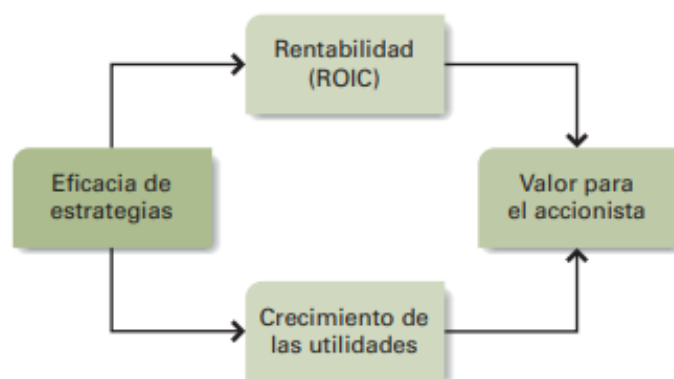 Rentabilidad
(ROIC)
Eficacia de
estrategias
Valor para
el accionista
Crecimiento de
las utilidades